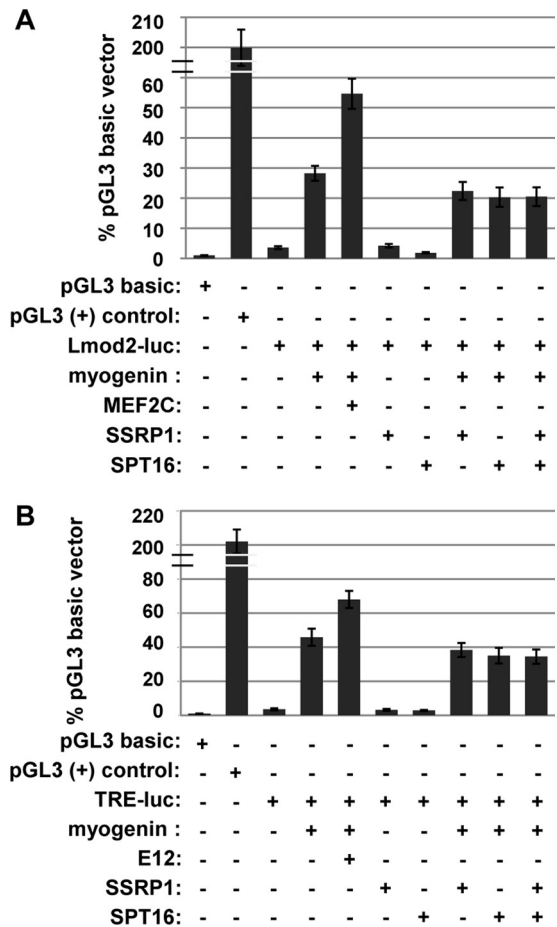 A
% pGL3 basic vector
210
200
60
50
40
30
20
10
0
pGL3 basic: + - - - - - - - - -
pGL3 (+) control: - + - - - - - - - -
Lmod2-luc: - - + + + + + + + +
myogenin : - - - + + - - + + +
MEF2C: - - - - + - - - - -
SSRP1: - - - - - + - + - +
SPT16: - - - - - - + - + +
B
% pGL3 basic vector
220
200
80
60
40
20
0
pGL3 basic: + - - - - - - - - -
pGL3 (+) control: - + - - - - - - - -
TRE-luc: - - + + + + + + + +
myogenin : - - - + + - - + + +
E12: - - - - + - - - - -
SSRP1: - - - - - + - + - +
SPT16: - - - - - - + - + +